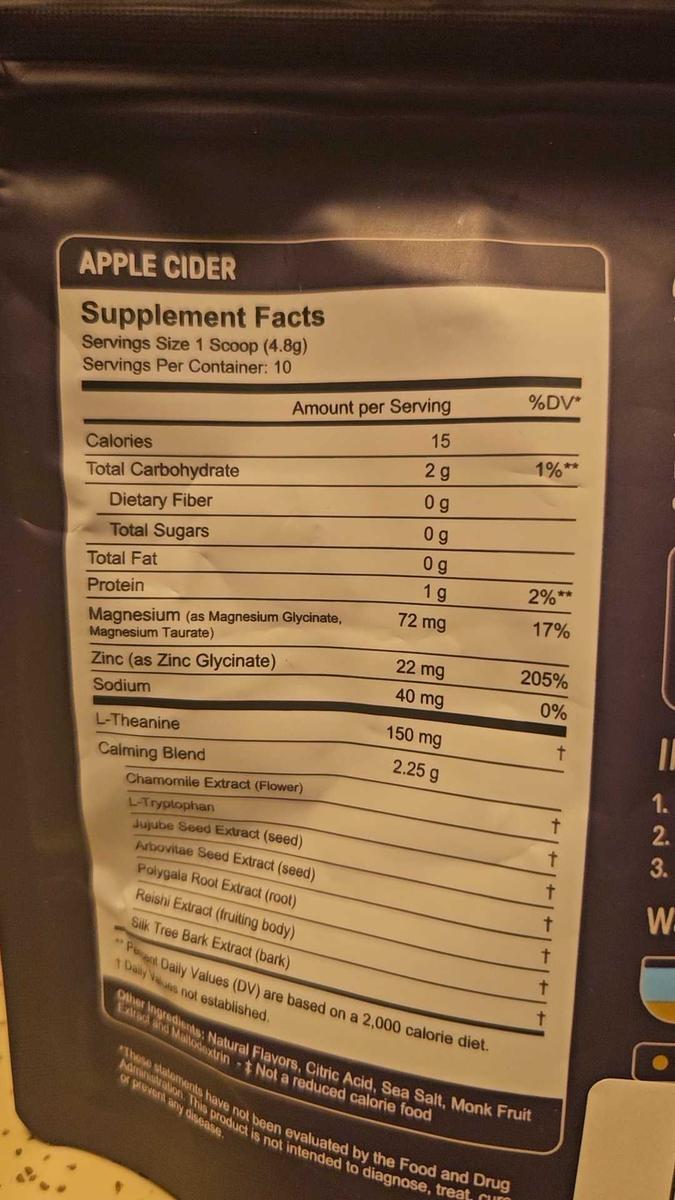 APPLE CIDER
Supplement Facts
Servings Size 1 Scoop (4.8g)
Servings Per Container: 10
Amount per Serving %DV*
Calories 15
Total Carbohydrate 2 g 1%**
Dietary Fiber 0 g
Total Sugars 0 g
Total Fat 0 g
Protein 1 g 2%**
Magnesium (as Magnesium Glycinate, 72 mg 17%
Magnesium Taurate)
Zinc (as Zinc Glycinate) 22 mg 205%
Sodium 40 mg 0%
L-Theanine 150 mg †
Calming Blend 2.25 g
Chamomile Extract (Flower) †
L-Tryptophan †
Jujube Seed Extract (seed) †
Arbovitae Seed Extract (seed) †
Polygala Root Extract (root) †
Reishi Extract (fruiting body) †
Silk Tree Bark Extract (bark) †
** Percent Daily Values (DV) are based on a 2,000 calorie diet.
† Daily Values not established.
Other Ingredients: Natural Flavors, Citric Acid, Sea Salt, Monk Fruit
Extract and Maltodextrin - ‡ Not a reduced calorie food
*These statements have not been evaluated by the Food and Drug
Administration. This product is not intended to diagnose, treat, cure
or prevent any disease.
1.
2.
3.